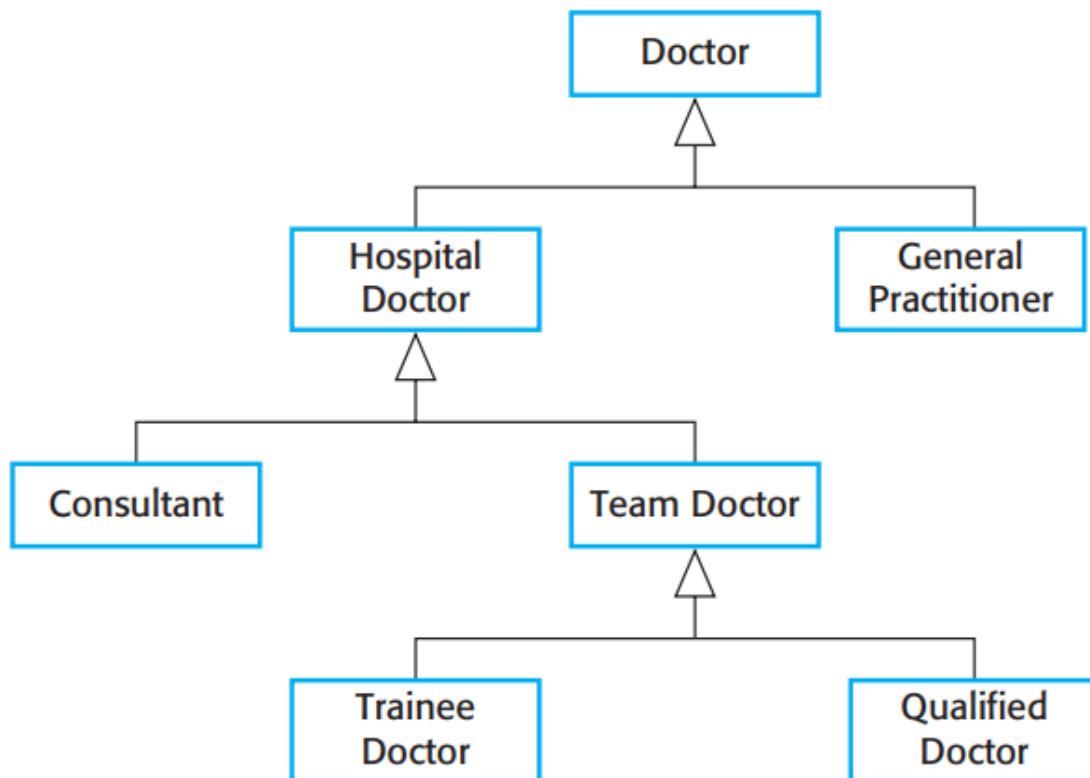 Doctor
Hospital
Doctor
General
Practitioner
Consultant
Team Doctor
Trainee
Doctor
Qualified
Doctor